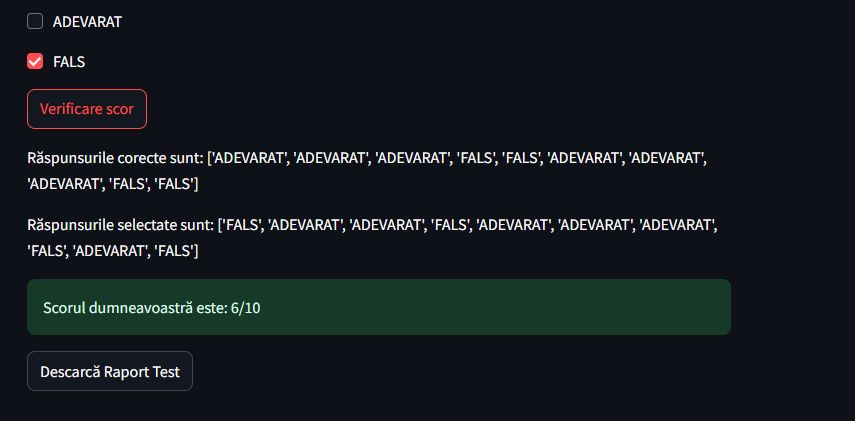 ADEVARAT
FALS
Verificare scor
Răspunsurile corecte sunt: ['ADEVARAT', 'ADEVARAT', 'ADEVARAT', 'FALS', 'FALS', 'ADEVARAT', 'ADEVARAT',
'ADEVARAT', 'FALS', 'FALS']
Răspunsurile selectate sunt: ['FALS', 'ADEVARAT', 'ADEVARAT', 'FALS', 'ADEVARAT', 'ADEVARAT', 'ADEVARAT',
'FALS', 'ADEVARAT', 'FALS']
Scorul dumneavoastră este: 6/10
Descarcă Raport Test